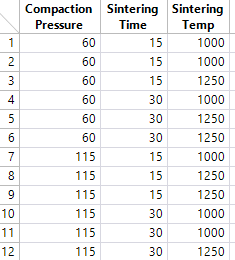 Compaction Pressure Sintering Time Sintering Temp
1 60 15 1000
2 60 15 1000
3 60 15 1250
4 60 30 1000
5 60 30 1250
6 60 30 1250
7 115 15 1000
8 115 15 1250
9 115 15 1250
10 115 30 1000
11 115 30 1000
12 115 30 1250